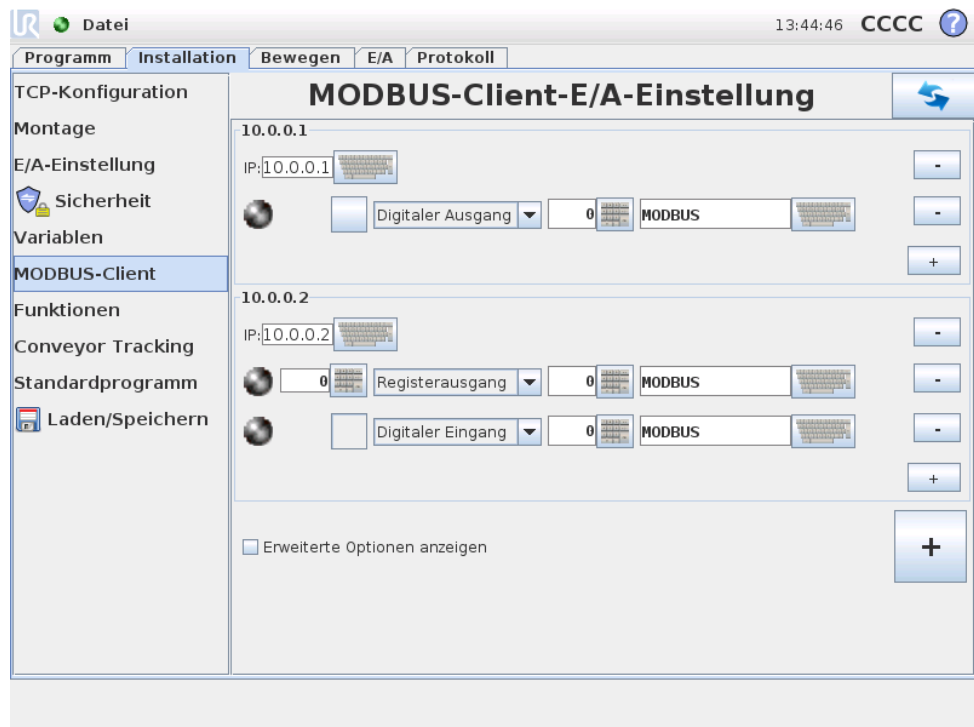 UR Datei 13:44:46 CCCC ?
Programm Installation Bewegen E/A Protokoll
TCP-Konfiguration
Montage
E/A-Einstellung
Sicherheit
Variablen
MODBUS-Client
Funktionen
Conveyor Tracking
Standardprogramm
Laden/Speichern
MODBUS-Client-E/A-Einstellung
10.0.0.1
IP: 10.0.0.1 -
Digitaler Ausgang 0 MODBUS -
+
10.0.0.2
IP: 10.0.0.2 -
0 Registerausgang 0 MODBUS -
Digitaler Eingang 0 MODBUS -
+
Erweiterte Optionen anzeigen +